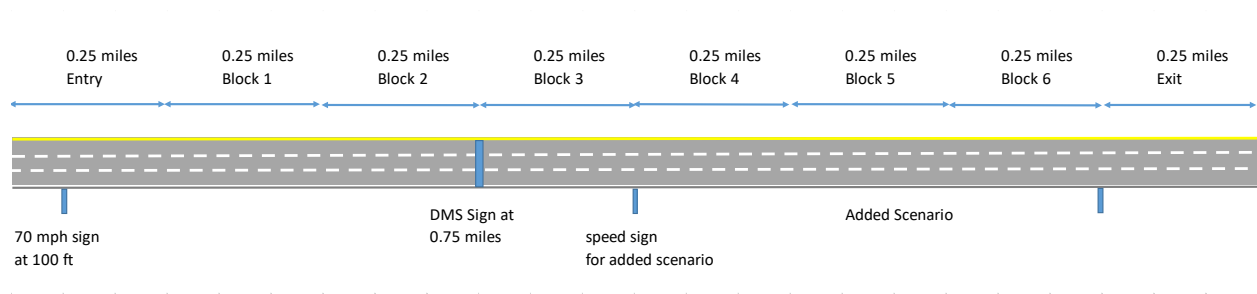 0.25 miles
Entry
0.25 miles
Block 1
0.25 miles
Block 2
0.25 miles
Block 3
0.25 miles
Block 4
0.25 miles
Block 5
0.25 miles
Block 6
0.25 miles
Exit
70 mph sign
at 100 ft
DMS Sign at
0.75 miles
speed sign
for added scenario
Added Scenario